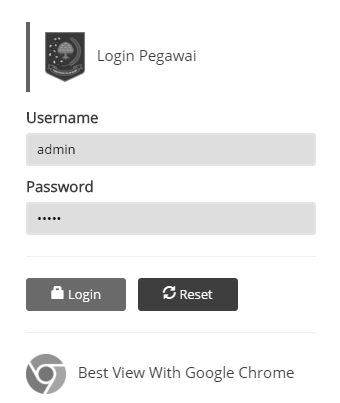 Login Pegawai
Username
admin
Password
•••••
Login
Reset
Best View With Google Chrome